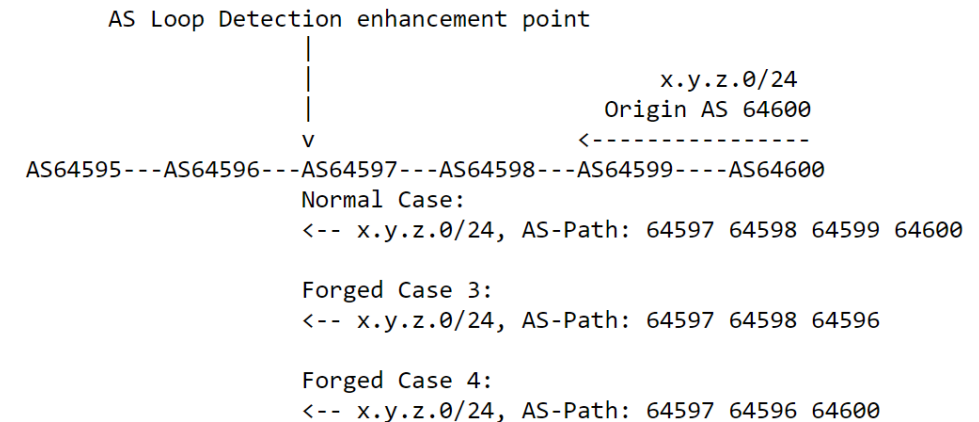 AS Loop Detection enhancement point
|
|                    x.y.z.0/24
|                 Origin AS 64600
v                 <----------------
AS64595---AS64596---AS64597---AS64598---AS64599----AS64600
Normal Case:
<-- x.y.z.0/24, AS-Path: 64597 64598 64599 64600
Forged Case 3:
<-- x.y.z.0/24, AS-Path: 64597 64598 64596
Forged Case 4:
<-- x.y.z.0/24, AS-Path: 64597 64596 64600